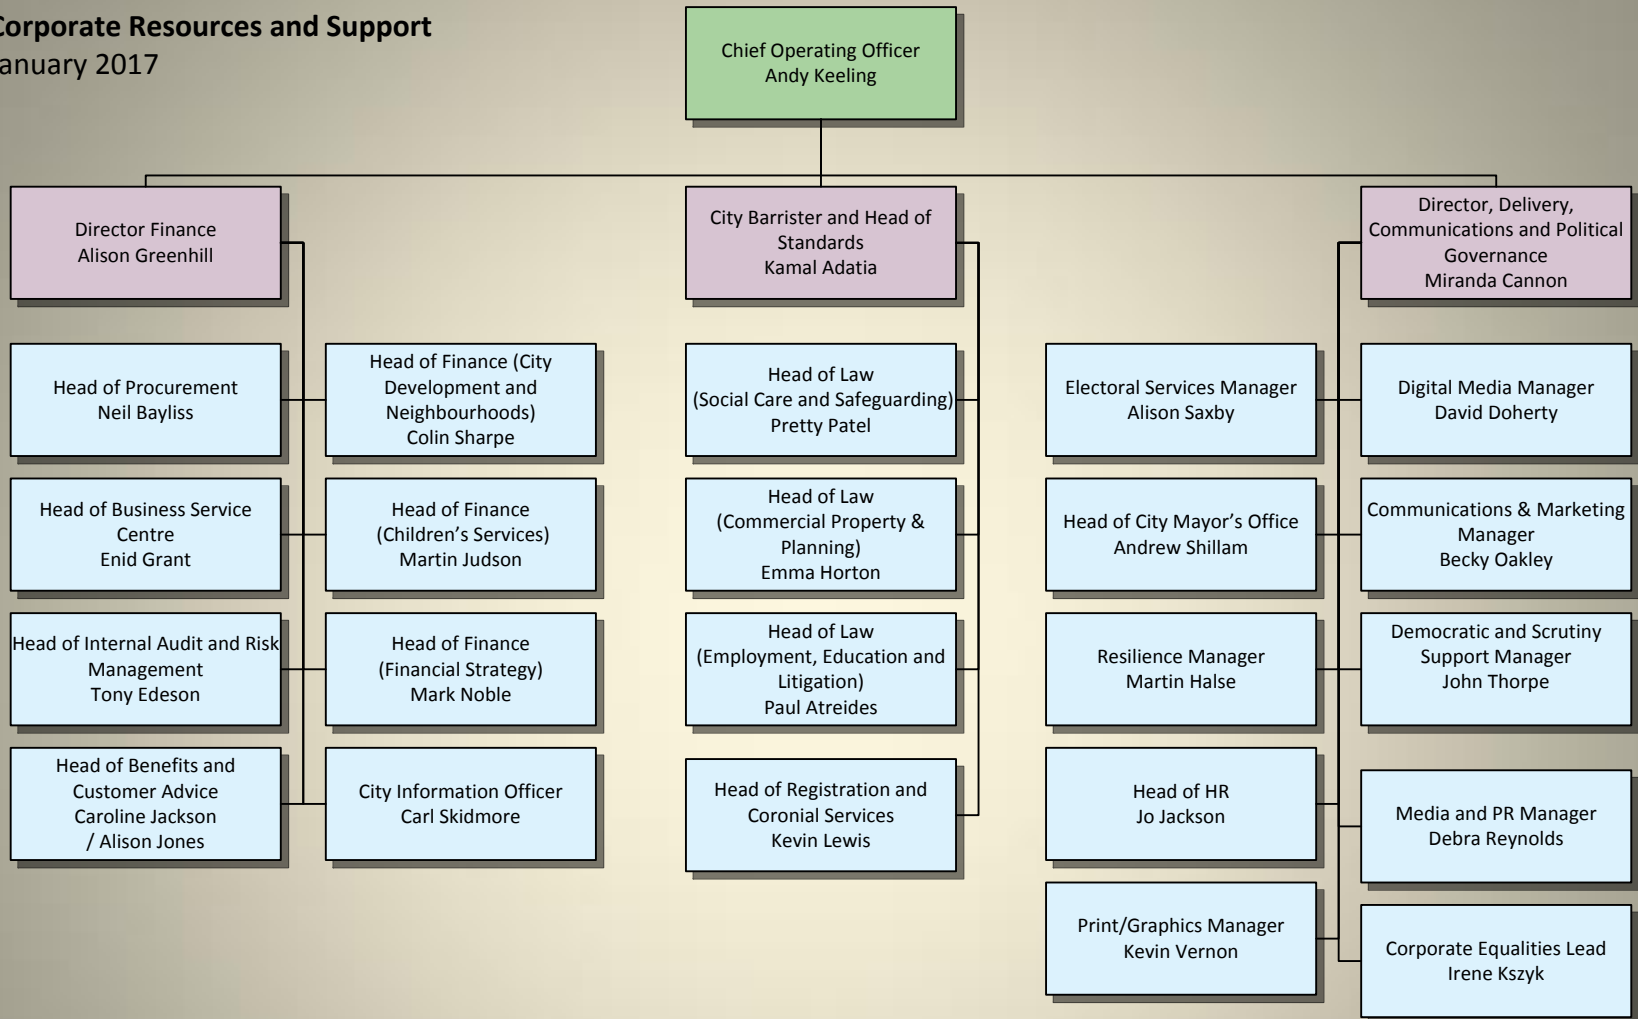 Corporate Resources and Support
anuary 2017
Chief Operating Officer
Andy Keeling
Director Finance
Alison Greenhill
City Barrister and Head of
Standards
Kamal Adatia
Director, Delivery,
Communications and Political
Governance
Miranda Cannon
Head of Procurement
Neil Bayliss
Head of Finance (City
Development and
Neighbourhoods)
Colin Sharpe
Head of Business Service
Centre
Enid Grant
Head of Finance
(Children’s Services)
Martin Judson
Head of Internal Audit and Risk
Management
Tony Edeson
Head of Finance
(Financial Strategy)
Mark Noble
Head of Benefits and
Customer Advice
Caroline Jackson
/ Alison Jones
City Information Officer
Carl Skidmore
Head of Law
(Social Care and Safeguarding)
Pretty Patel
Head of Law
(Commercial Property &
Planning)
Emma Horton
Head of Law
(Employment, Education and
Litigation)
Paul Atreides
Head of Registration and
Coronial Services
Kevin Lewis
Electoral Services Manager
Alison Saxby
Digital Media Manager
David Doherty
Head of City Mayor’s Office
Andrew Shillam
Communications & Marketing
Manager
Becky Oakley
Resilience Manager
Martin Halse
Democratic and Scrutiny
Support Manager
John Thorpe
Head of HR
Jo Jackson
Media and PR Manager
Debra Reynolds
Print/Graphics Manager
Kevin Vernon
Corporate Equalities Lead
Irene Kszyk